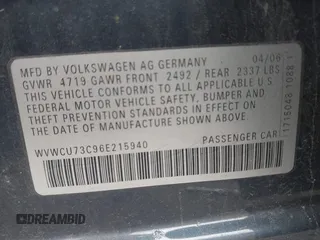 MFD BY VOLKSWAGEN AG GERMANY 04/06
GVWR 4719 GAWR FRONT 2492 / REAR 2337 LBS
THIS VEHICLE CONFORMS TO ALL APPLICABLE U.S.
FEDERAL MOTOR VEHICLE SAFETY, BUMPER AND
THEFT PREVENTION STANDARDS IN EFFECT ON THE
DATE OF MANUFACTURE SHOWN ABOVE.
WVWCU73C96E215940 PASSENGER CAR
DREAMBID